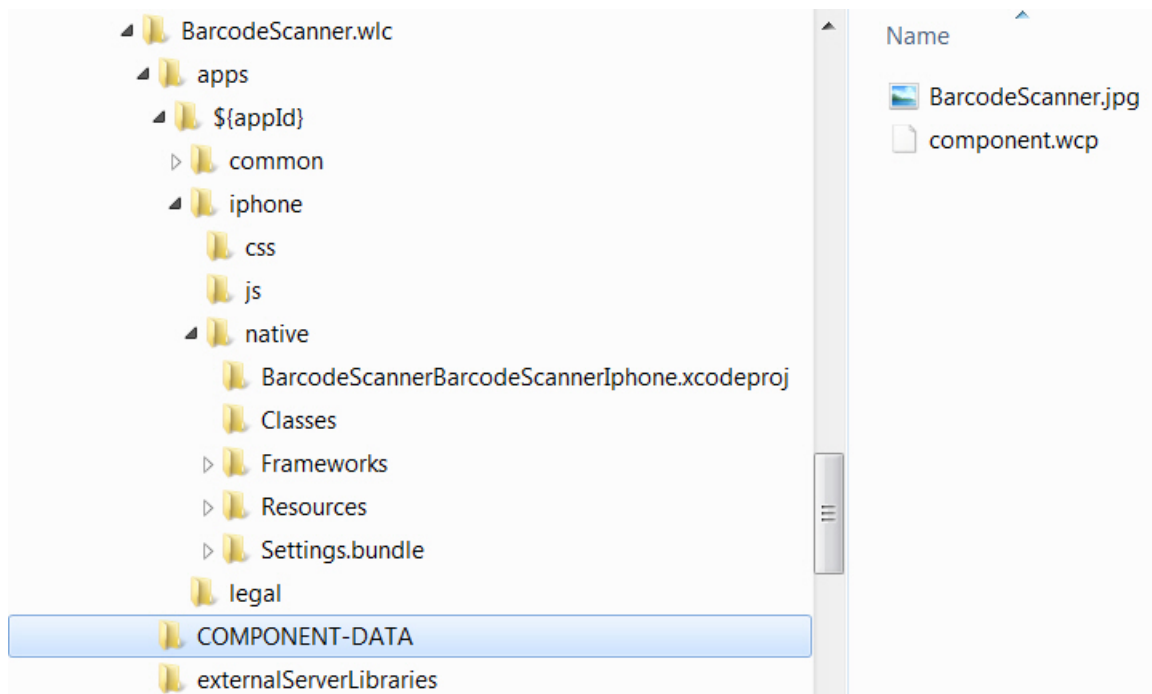 BarcodeScanner.wlc
apps
${appId}
common
iphone
css
js
native
BarcodeScannerBarcodeScannerIphone.xcodeproj
Classes
Frameworks
Resources
Settings.bundle
legal
COMPONENT-DATA
externalServerLibraries
Name
BarcodeScanner.jpg
component.wcp